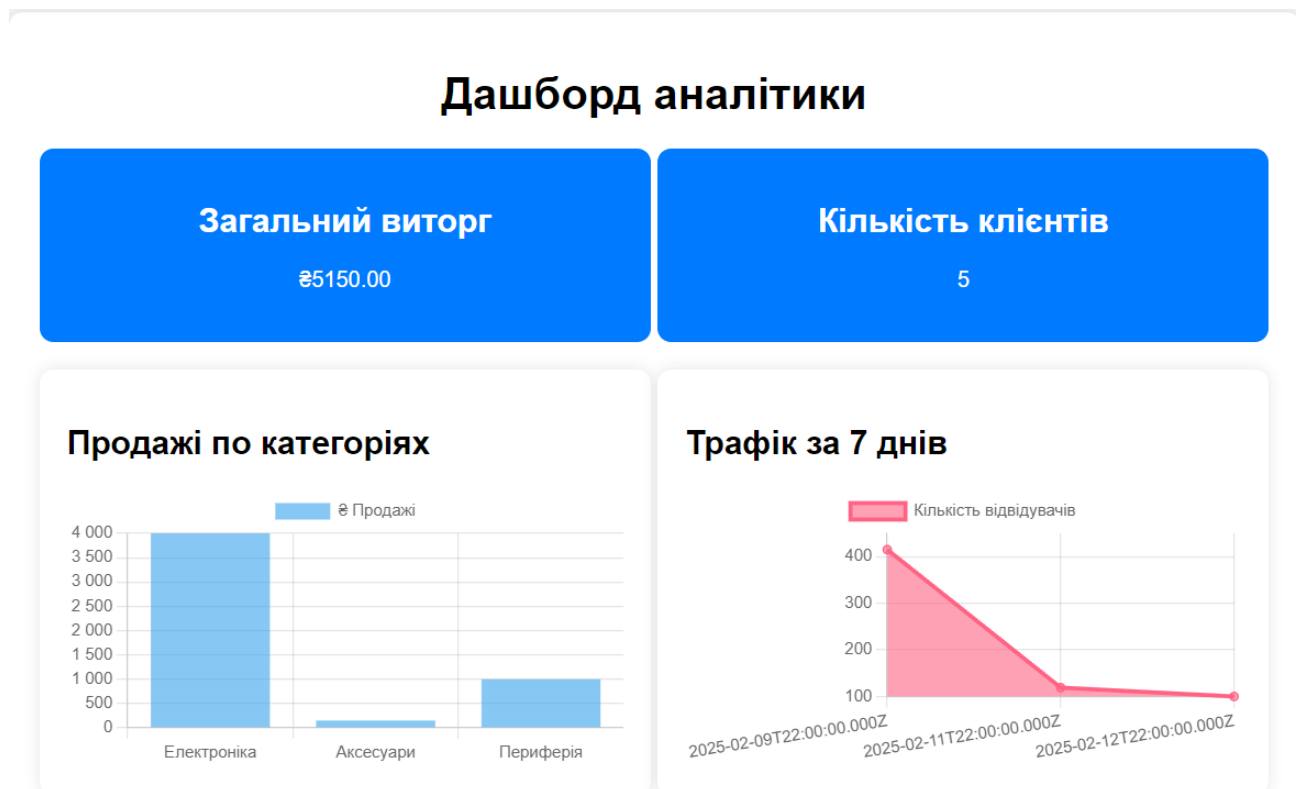 Дашборд аналітики
Загальний виторг
₴5150.00
Кількість клієнтів
5
Продажі по категоріях
₴ Продажі
4 000
3 500
3 000
2 500
2 000
1 500
1 000
500
0
Електроніка
Аксесуари
Периферія
Трафік за 7 днів
Кількість відвідувачів
400
300
200
100
2025-02-09T22:00:00.000Z
2025-02-11T22:00:00.000Z
2025-02-12T22:00:00.000Z